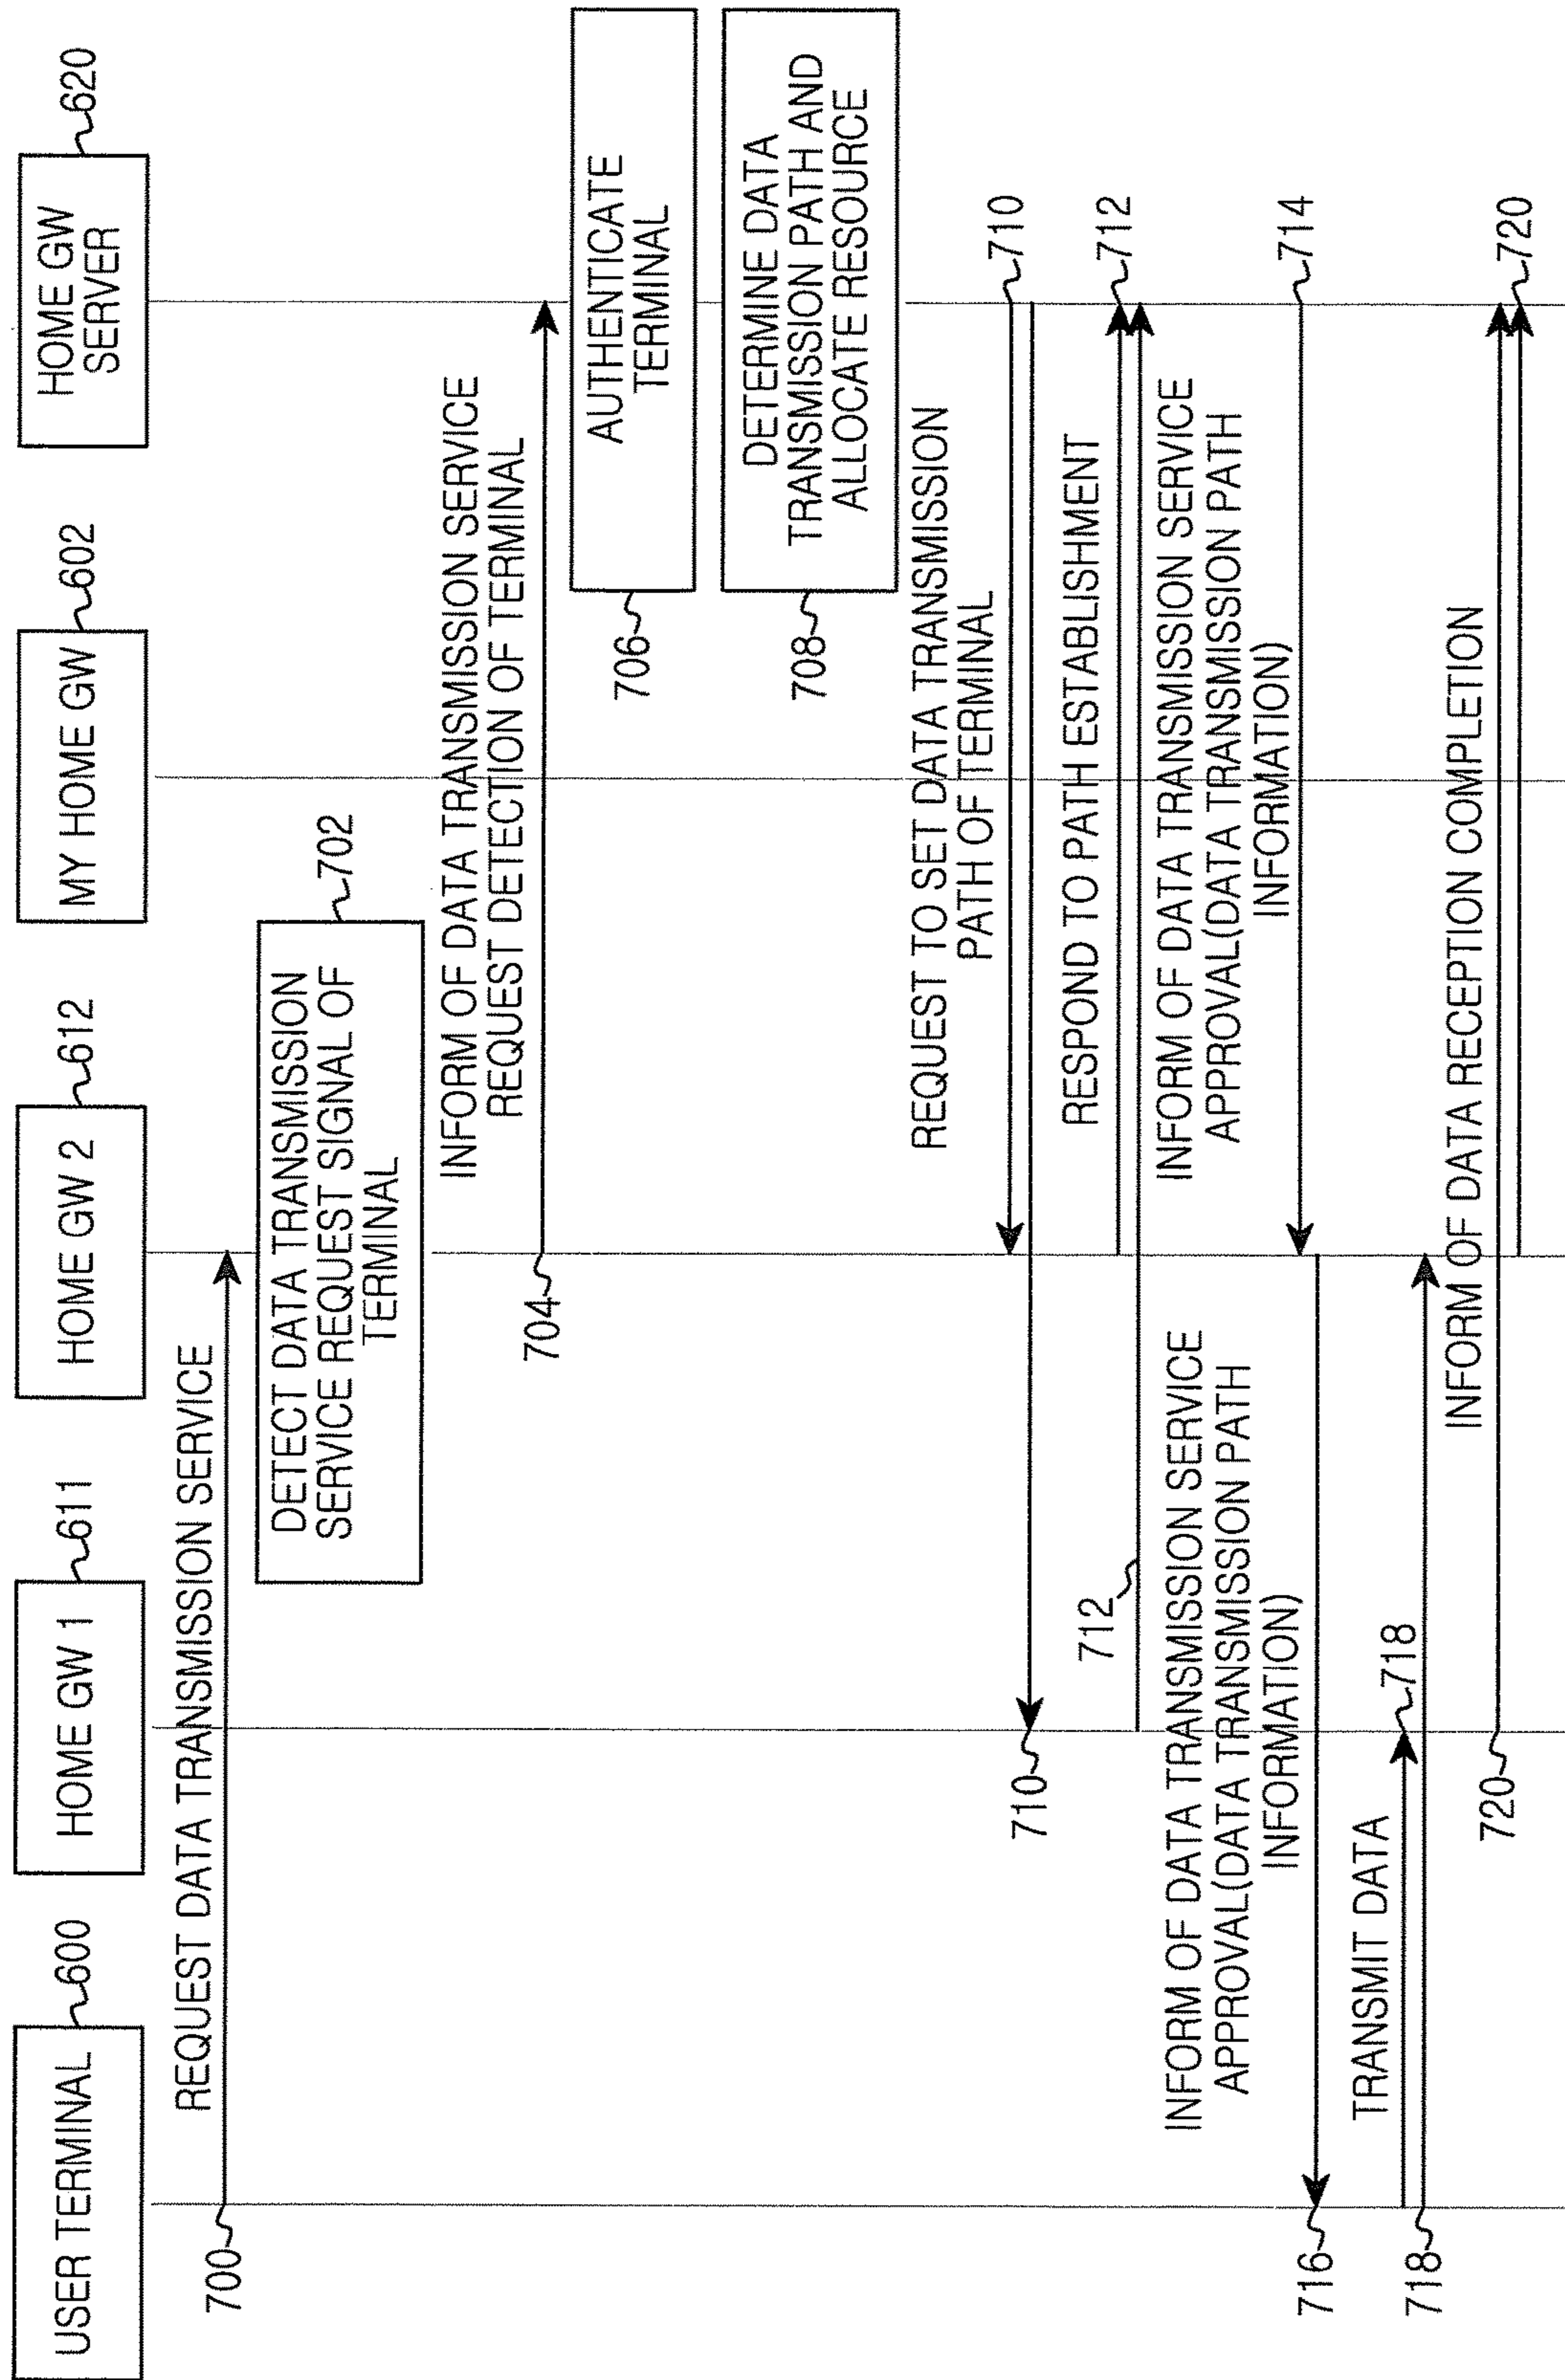 USER TERMINAL
600
HOME GW 1
611
HOME GW 2
612
MY HOME GW
602
HOME GW
SERVER
620
REQUEST DATA TRANSMISSION SERVICE
700
DETECT DATA TRANSMISSION
SERVICE REQUEST SIGNAL OF
TERMINAL
702
INFORM OF DATA TRANSMISSION SERVICE
REQUEST DETECTION OF TERMINAL
704
AUTHENTICATE
TERMINAL
706
DETERMINE DATA
TRANSMISSION PATH AND
ALLOCATE RESOURCE
708
REQUEST TO SET DATA TRANSMISSION
PATH OF TERMINAL
710
710
RESPOND TO PATH ESTABLISHMENT
712
712
INFORM OF DATA TRANSMISSION SERVICE
APPROVAL(DATA TRANSMISSION PATH
INFORMATION)
714
INFORM OF DATA TRANSMISSION SERVICE
APPROVAL(DATA TRANSMISSION PATH
INFORMATION)
716
TRANSMIT DATA
718
718
INFORM OF DATA RECEPTION COMPLETION
720
720